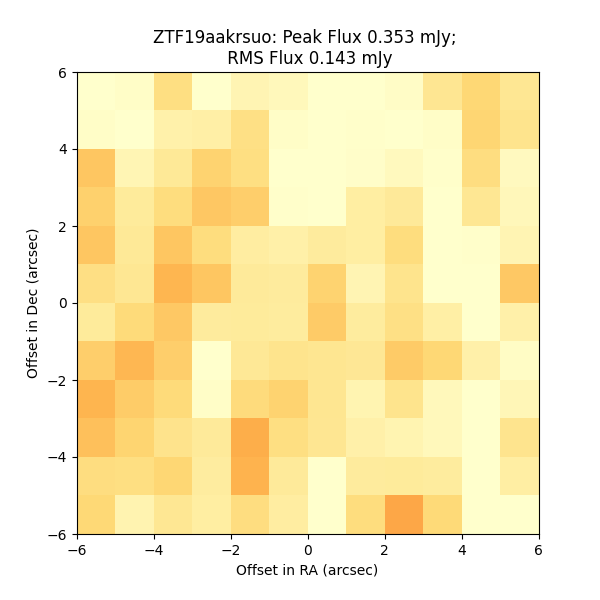 ZTF19aakrsuo: Peak Flux 0.353 mJy;
RMS Flux 0.143 mJy
6
4
2
0
−2
−4
−6
Offset in Dec (arcsec)
−6 −4 −2 0 2 4 6
Offset in RA (arcsec)